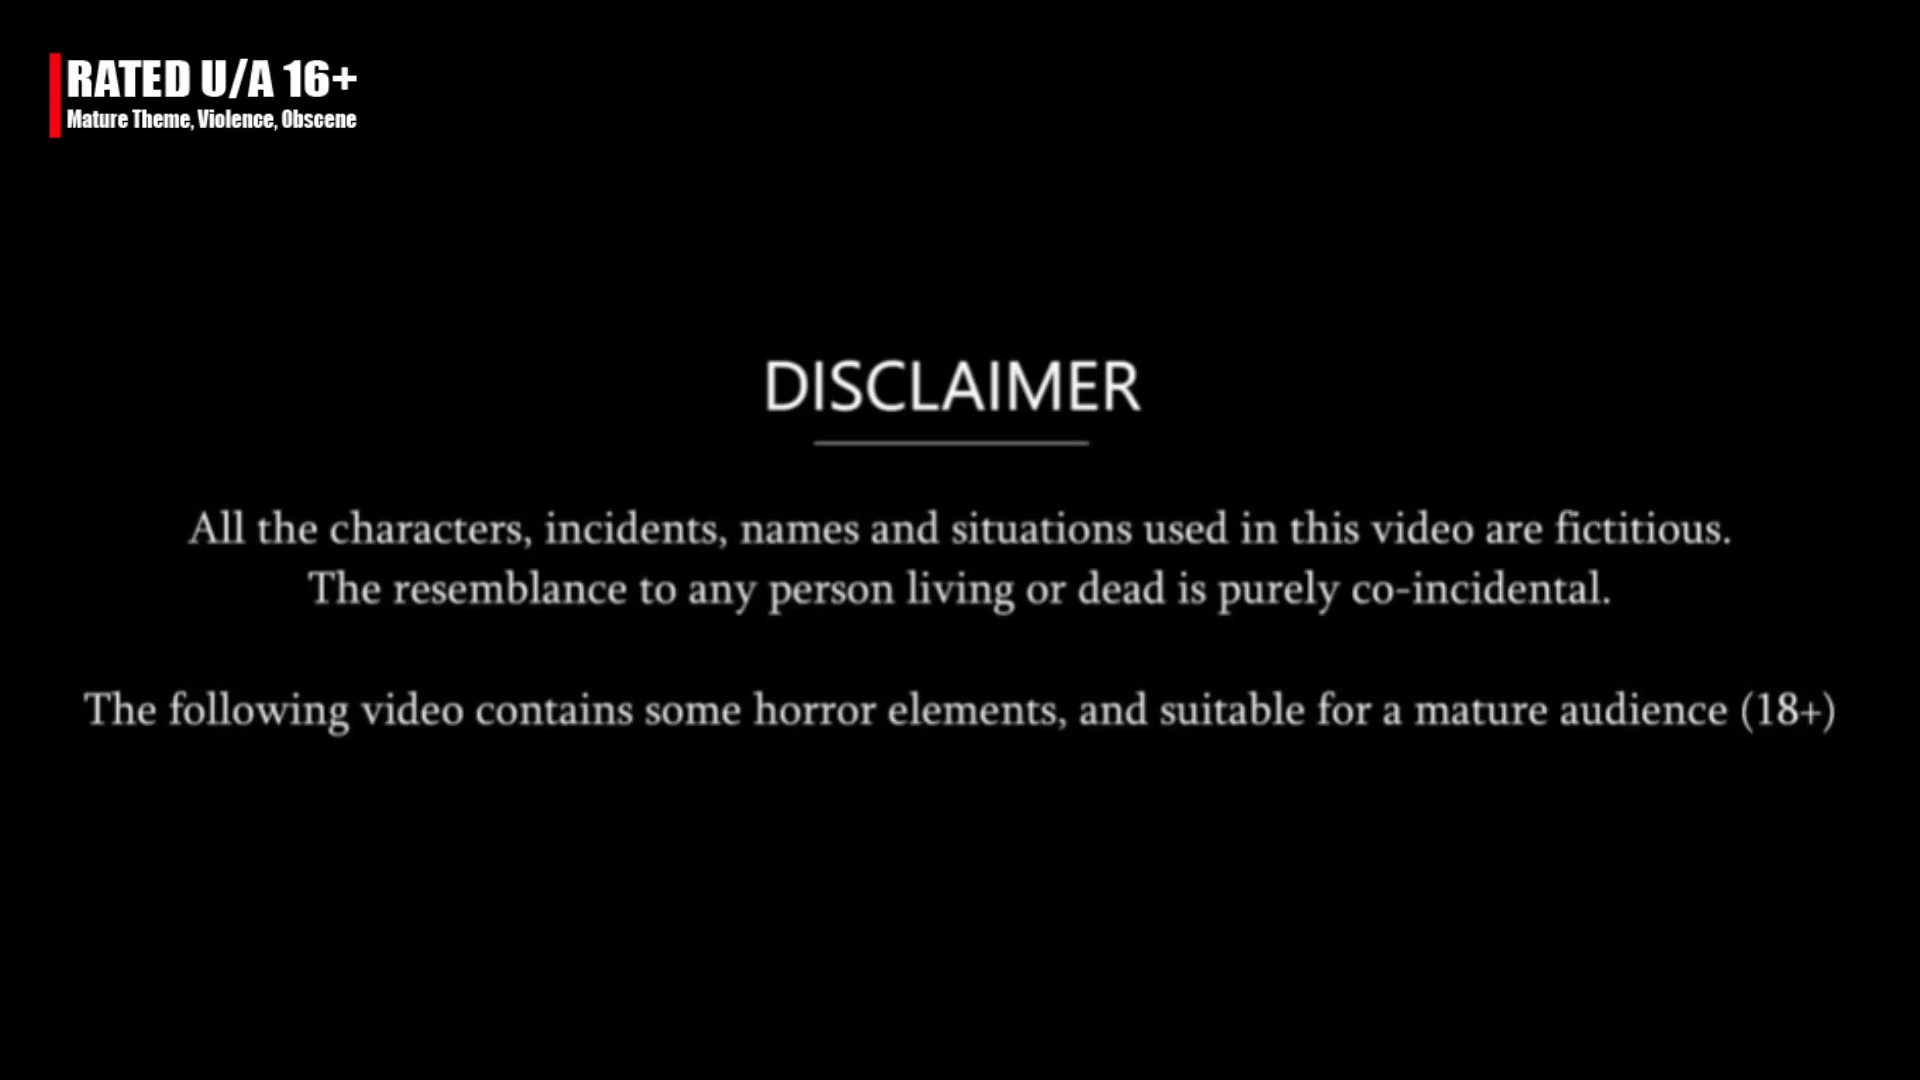 RATED U/A 16+
Mature Theme, Violence, Obscene
DISCLAIMER
All the characters, incidents, names and situations used in this video are fictitious.
The resemblance to any person living or dead is purely co-incidental.
The following video contains some horror elements, and suitable for a mature audience (18+)